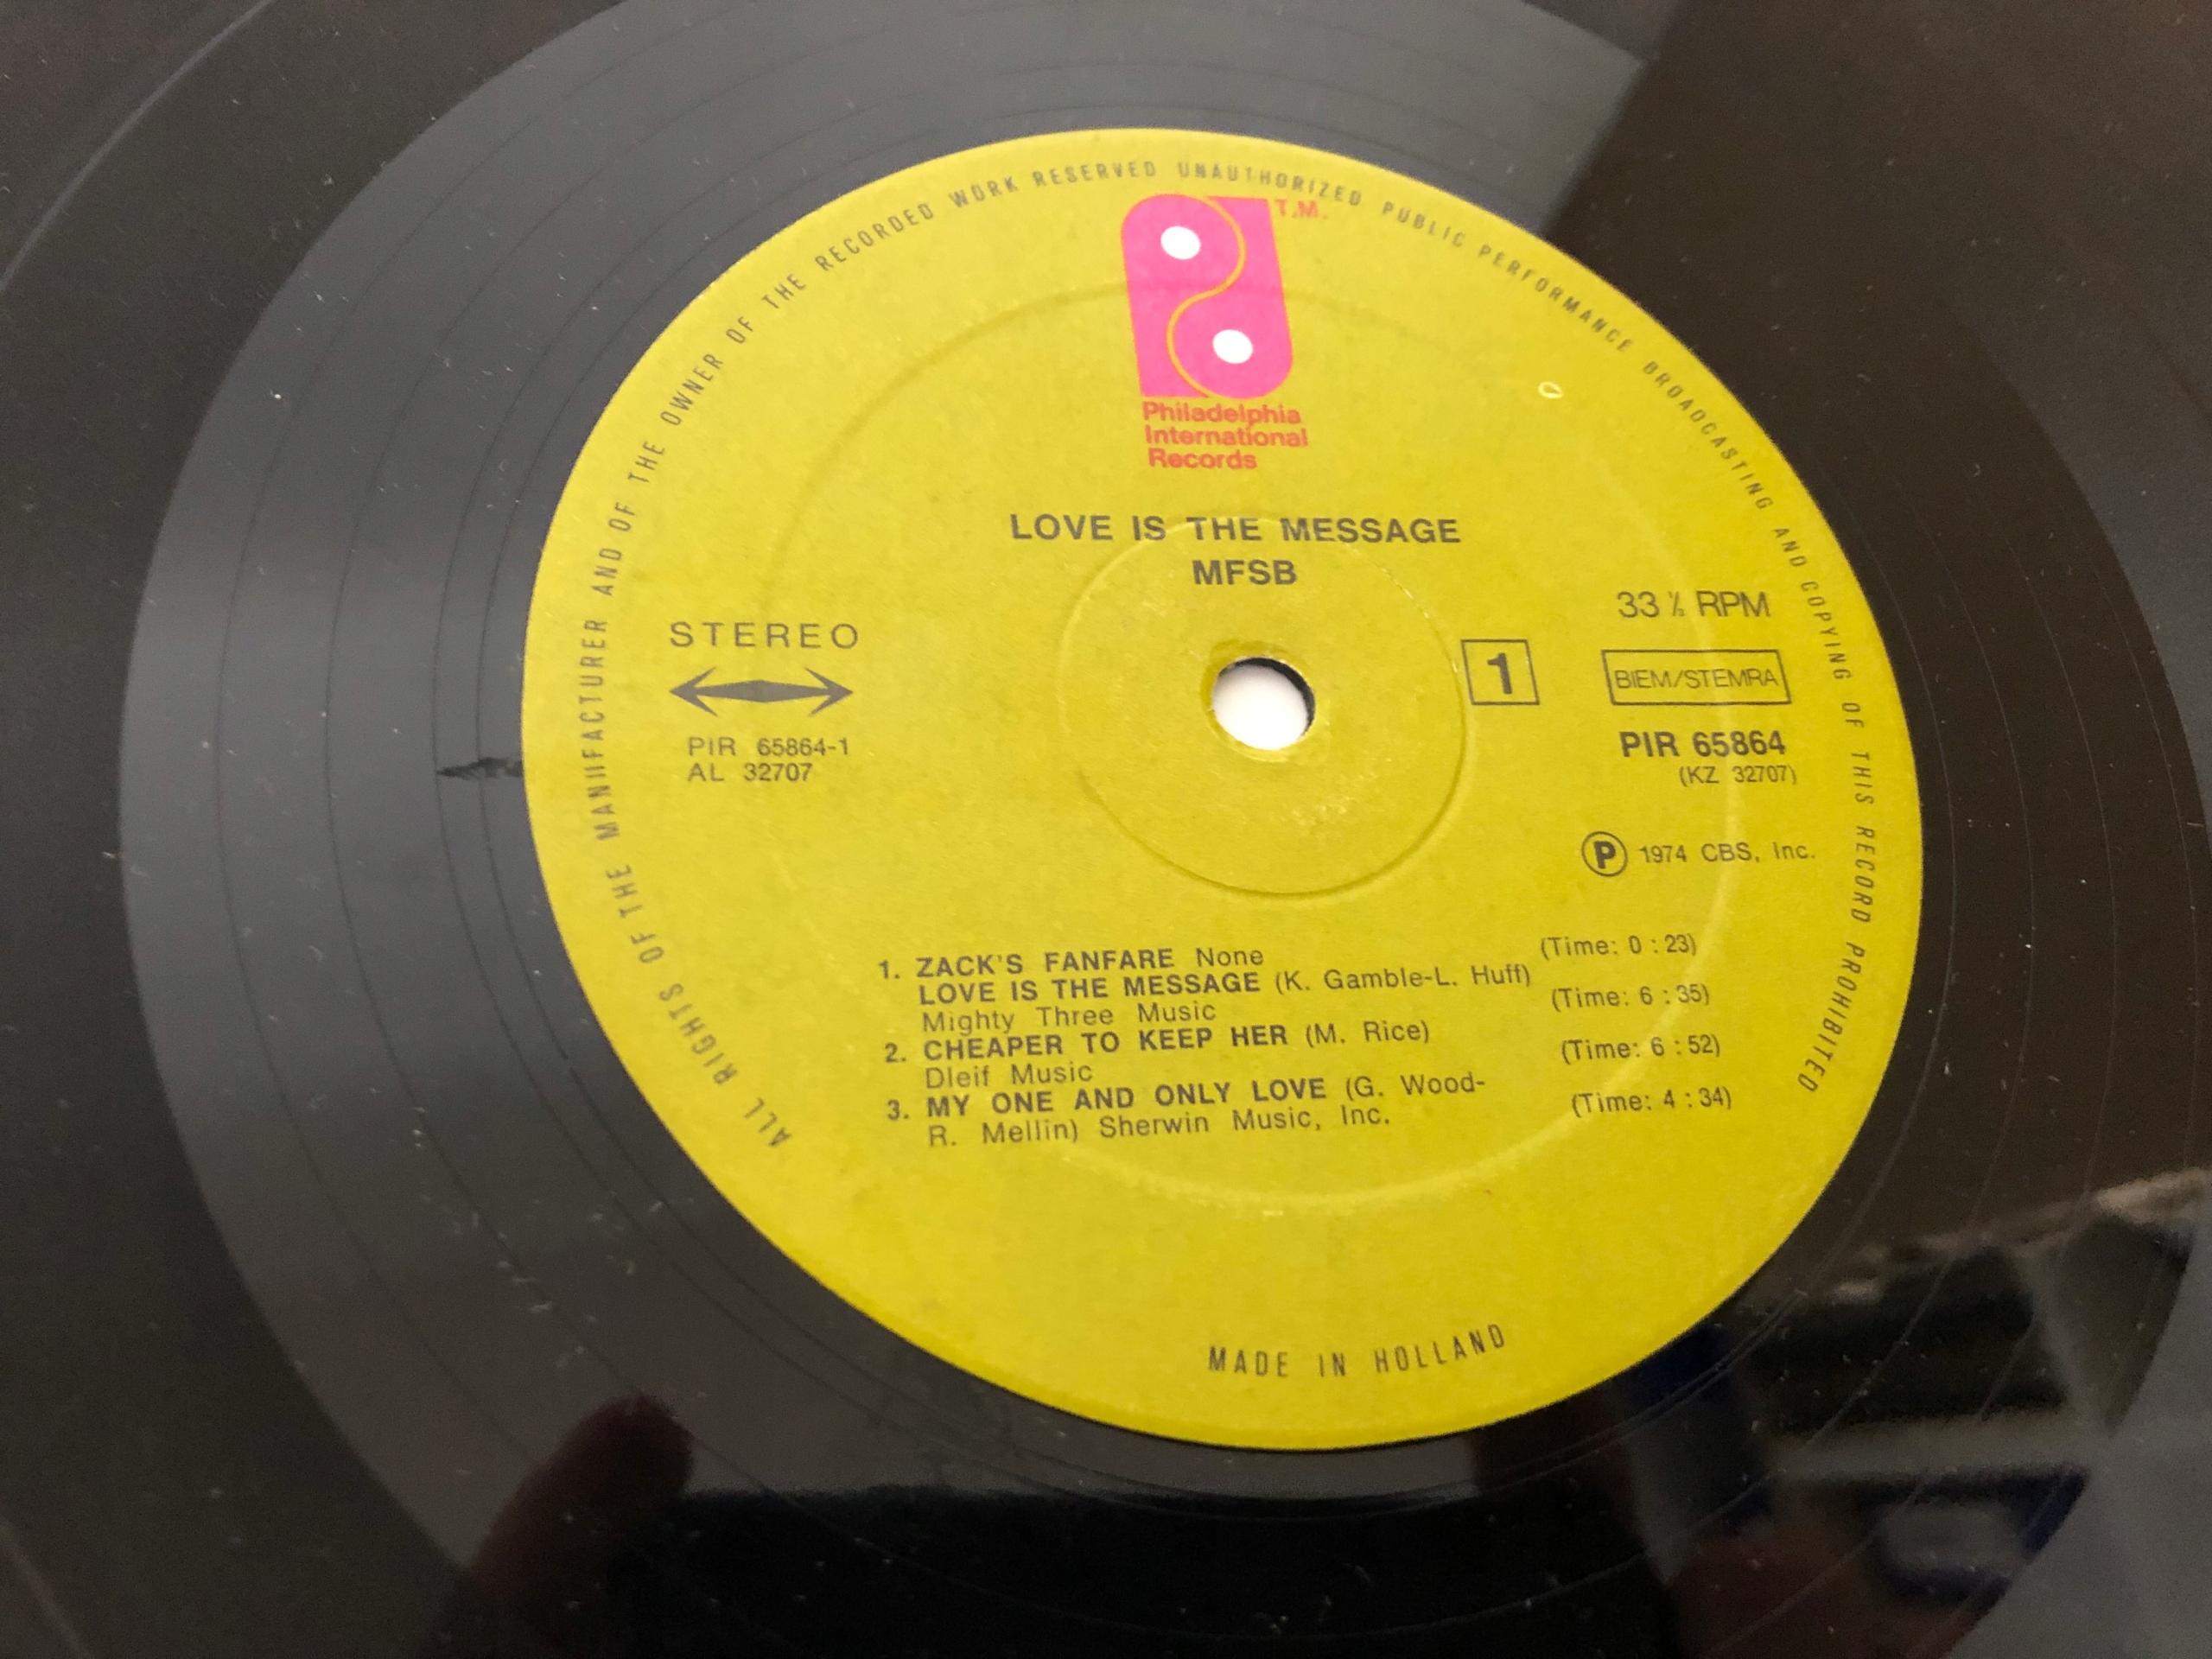 ALL RIGHTS OF THE MANUFACTURER AND OF THE OWNER OF THE RECORDED WORK RESERVED UNAUTHORIZED PUBLIC PERFORMANCE BROADCASTING AND COPYING OF THIS RECORD PROHIBITED
T.M.
Philadelphia
International
Records
LOVE IS THE MESSAGE
MFSB
STEREO
PIR 65864-1
AL 32707
33⅓ RPM
1
BIEM/STEMRA
PIR 65864
(KZ 32707)
Ⓟ 1974 CBS, Inc.
1. ZACK'S FANFARE None (Time: 0 : 23)
LOVE IS THE MESSAGE (K. Gamble-L. Huff) (Time: 6 : 35)
Mighty Three Music
2. CHEAPER TO KEEP HER (M. Rice) (Time: 6 : 52)
Dleif Music
3. MY ONE AND ONLY LOVE (G. Wood- (Time: 4 : 34)
R. Mellin) Sherwin Music, Inc.
MADE IN HOLLAND